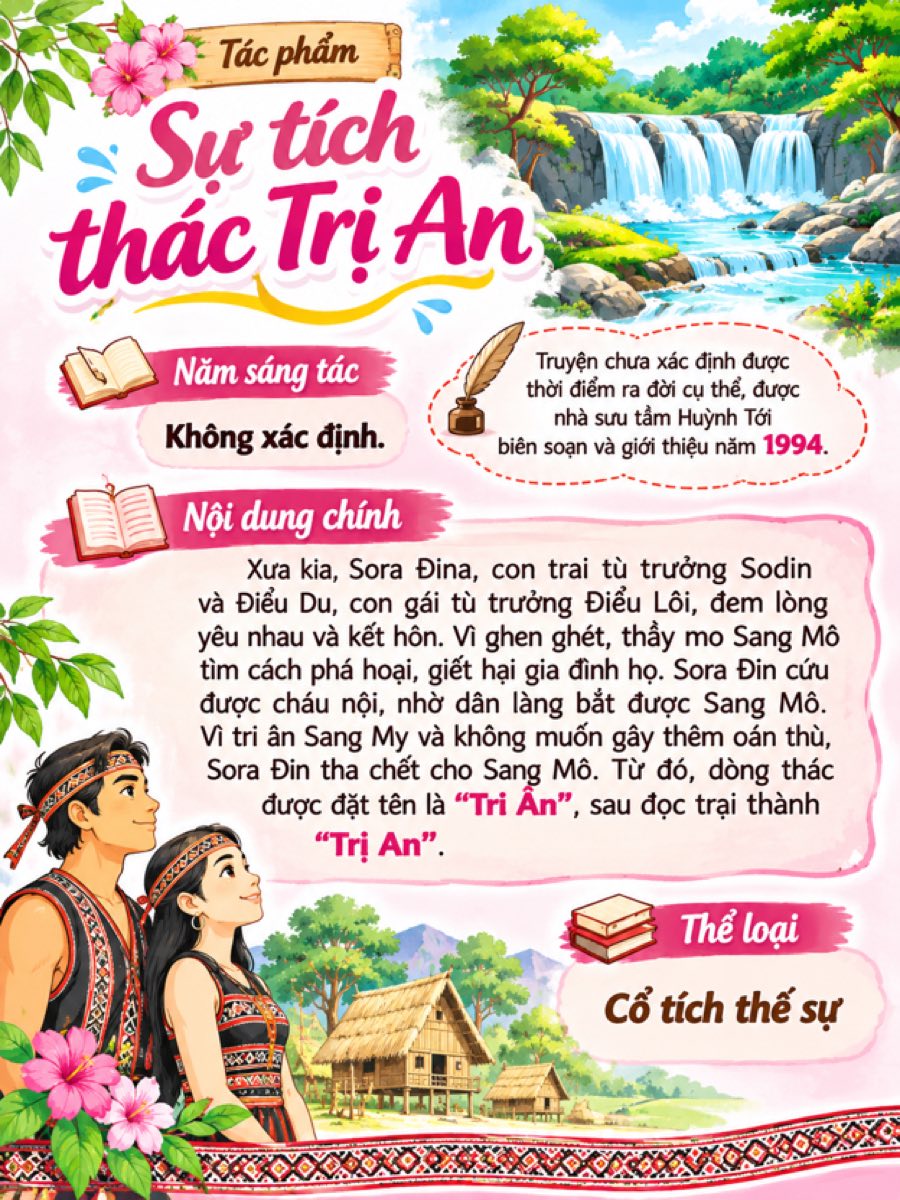 Tác phẩm
Sự tích
thác Trị An
Năm sáng tác
Không xác định.
Truyện chưa xác định được
thời điểm ra đời cụ thể, được
nhà sưu tầm Huỳnh Tới
biên soạn và giới thiệu năm 1994.
Nội dung chính
Xưa kia, Sora Đina, con trai tù trưởng Sodin
và Điểu Du, con gái tù trưởng Điểu Lôi, đem lòng
yêu nhau và kết hôn. Vì ghen ghét, thầy mo Sang Mô
tìm cách phá hoại, giết hại gia đình họ. Sora Đin cứu
được cháu nội, nhờ dân làng bắt được Sang Mô.
Vì tri ân Sang My và không muốn gây thêm oán thù,
Sora Đin tha chết cho Sang Mô. Từ đó, dòng thác
được đặt tên là “Tri Ân”, sau đọc trại thành
“Trị An”.
Thể loại
Cổ tích thế sự